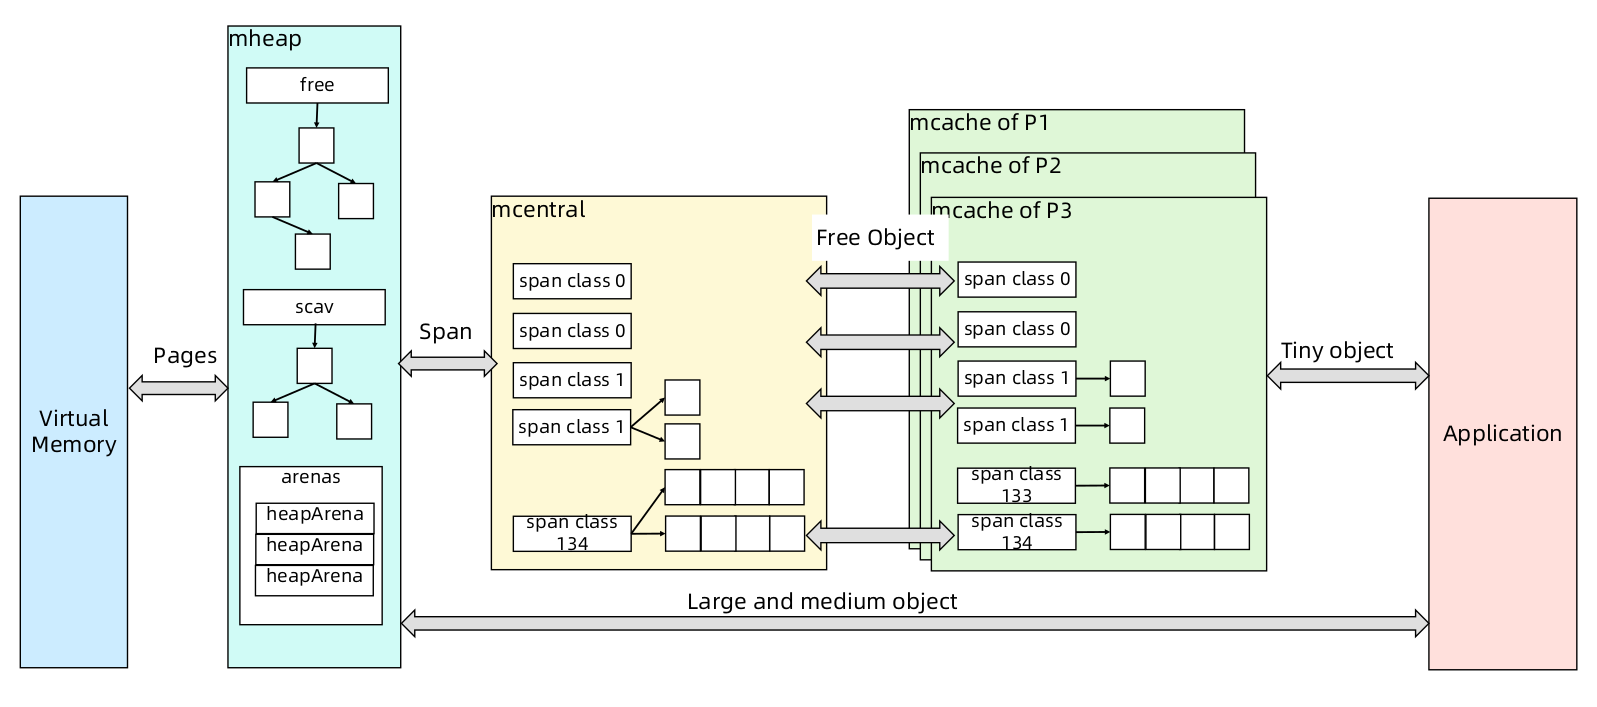 mheap
free
scav
arenas
heapArena
heapArena
heapArena
Virtual
Memory
Pages
Span
mcentral
span class 0
span class 0
span class 1
span class 1
span class
134
Free Object
mcache of P1
mcache of P2
mcache of P3
span class 0
span class 0
span class 1
span class 1
span class
133
span class
134
Tiny object
Application
Large and medium object